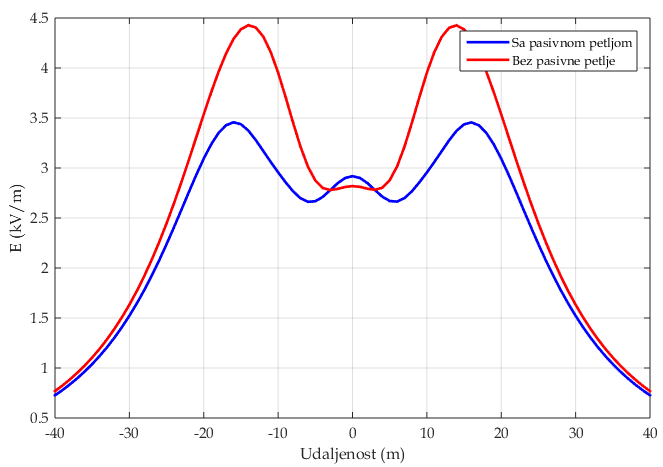 4.5
4
3.5
3
2.5
2
1.5
1
0.5
E (kV/m)
Sa pasivnom petljom
Bez pasivne petlje
-40 -30 -20 -10 0 10 20 30 40
Udaljenost (m)